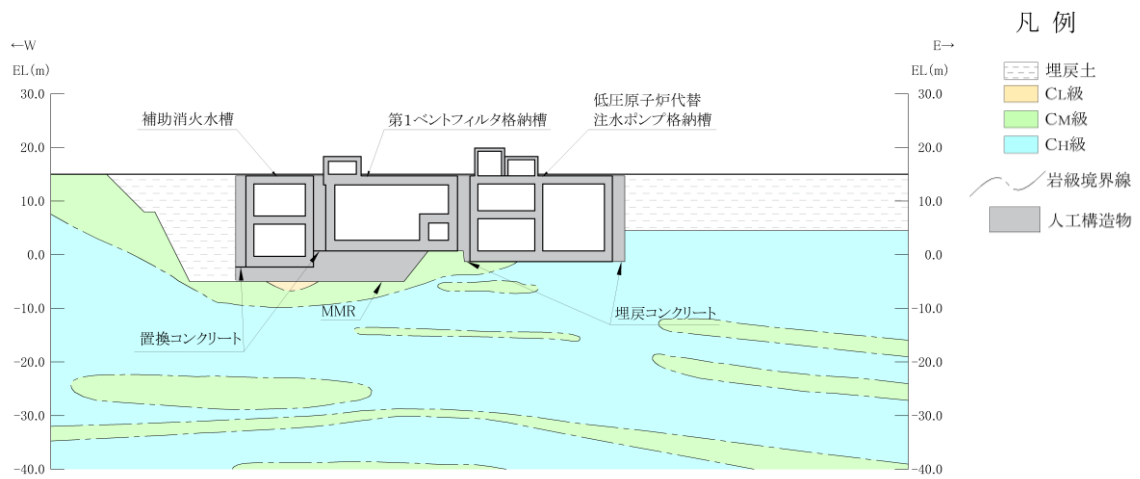 凡 例
←W
E→
EL(m)
EL(m)
埋戻土
CL級
CM級
CH級
岩級境界線
人工構造物
30.0
20.0
10.0
0.0
-10.0
-20.0
-30.0
-40.0
補助消火水槽
第1ベントフィルタ格納槽
低圧原子炉代替
注水ポンプ格納槽
MMR
置換コンクリート
埋戻コンクリート
30.0
20.0
10.0
0.0
-10.0
-20.0
-30.0
-40.0